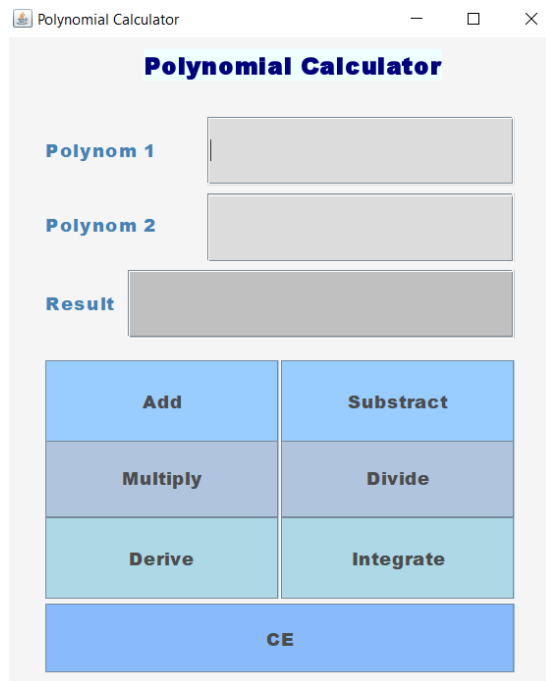 Polynomial Calculator
Polynomial Calculator
Polynom 1
Polynom 2
Result
Add Substract
Multiply Divide
Derive Integrate
CE